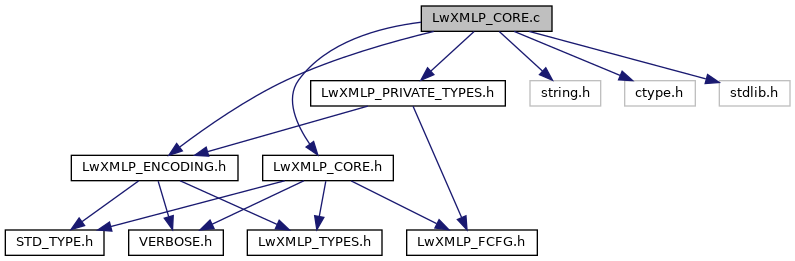 LwXMLP_CORE.c
LwXMLP_PRIVATE_TYPES.h
string.h
ctype.h
stdlib.h
LwXMLP_ENCODING.h
LwXMLP_CORE.h
STD_TYPE.h
VERBOSE.h
LwXMLP_TYPES.h
LwXMLP_FCFG.h